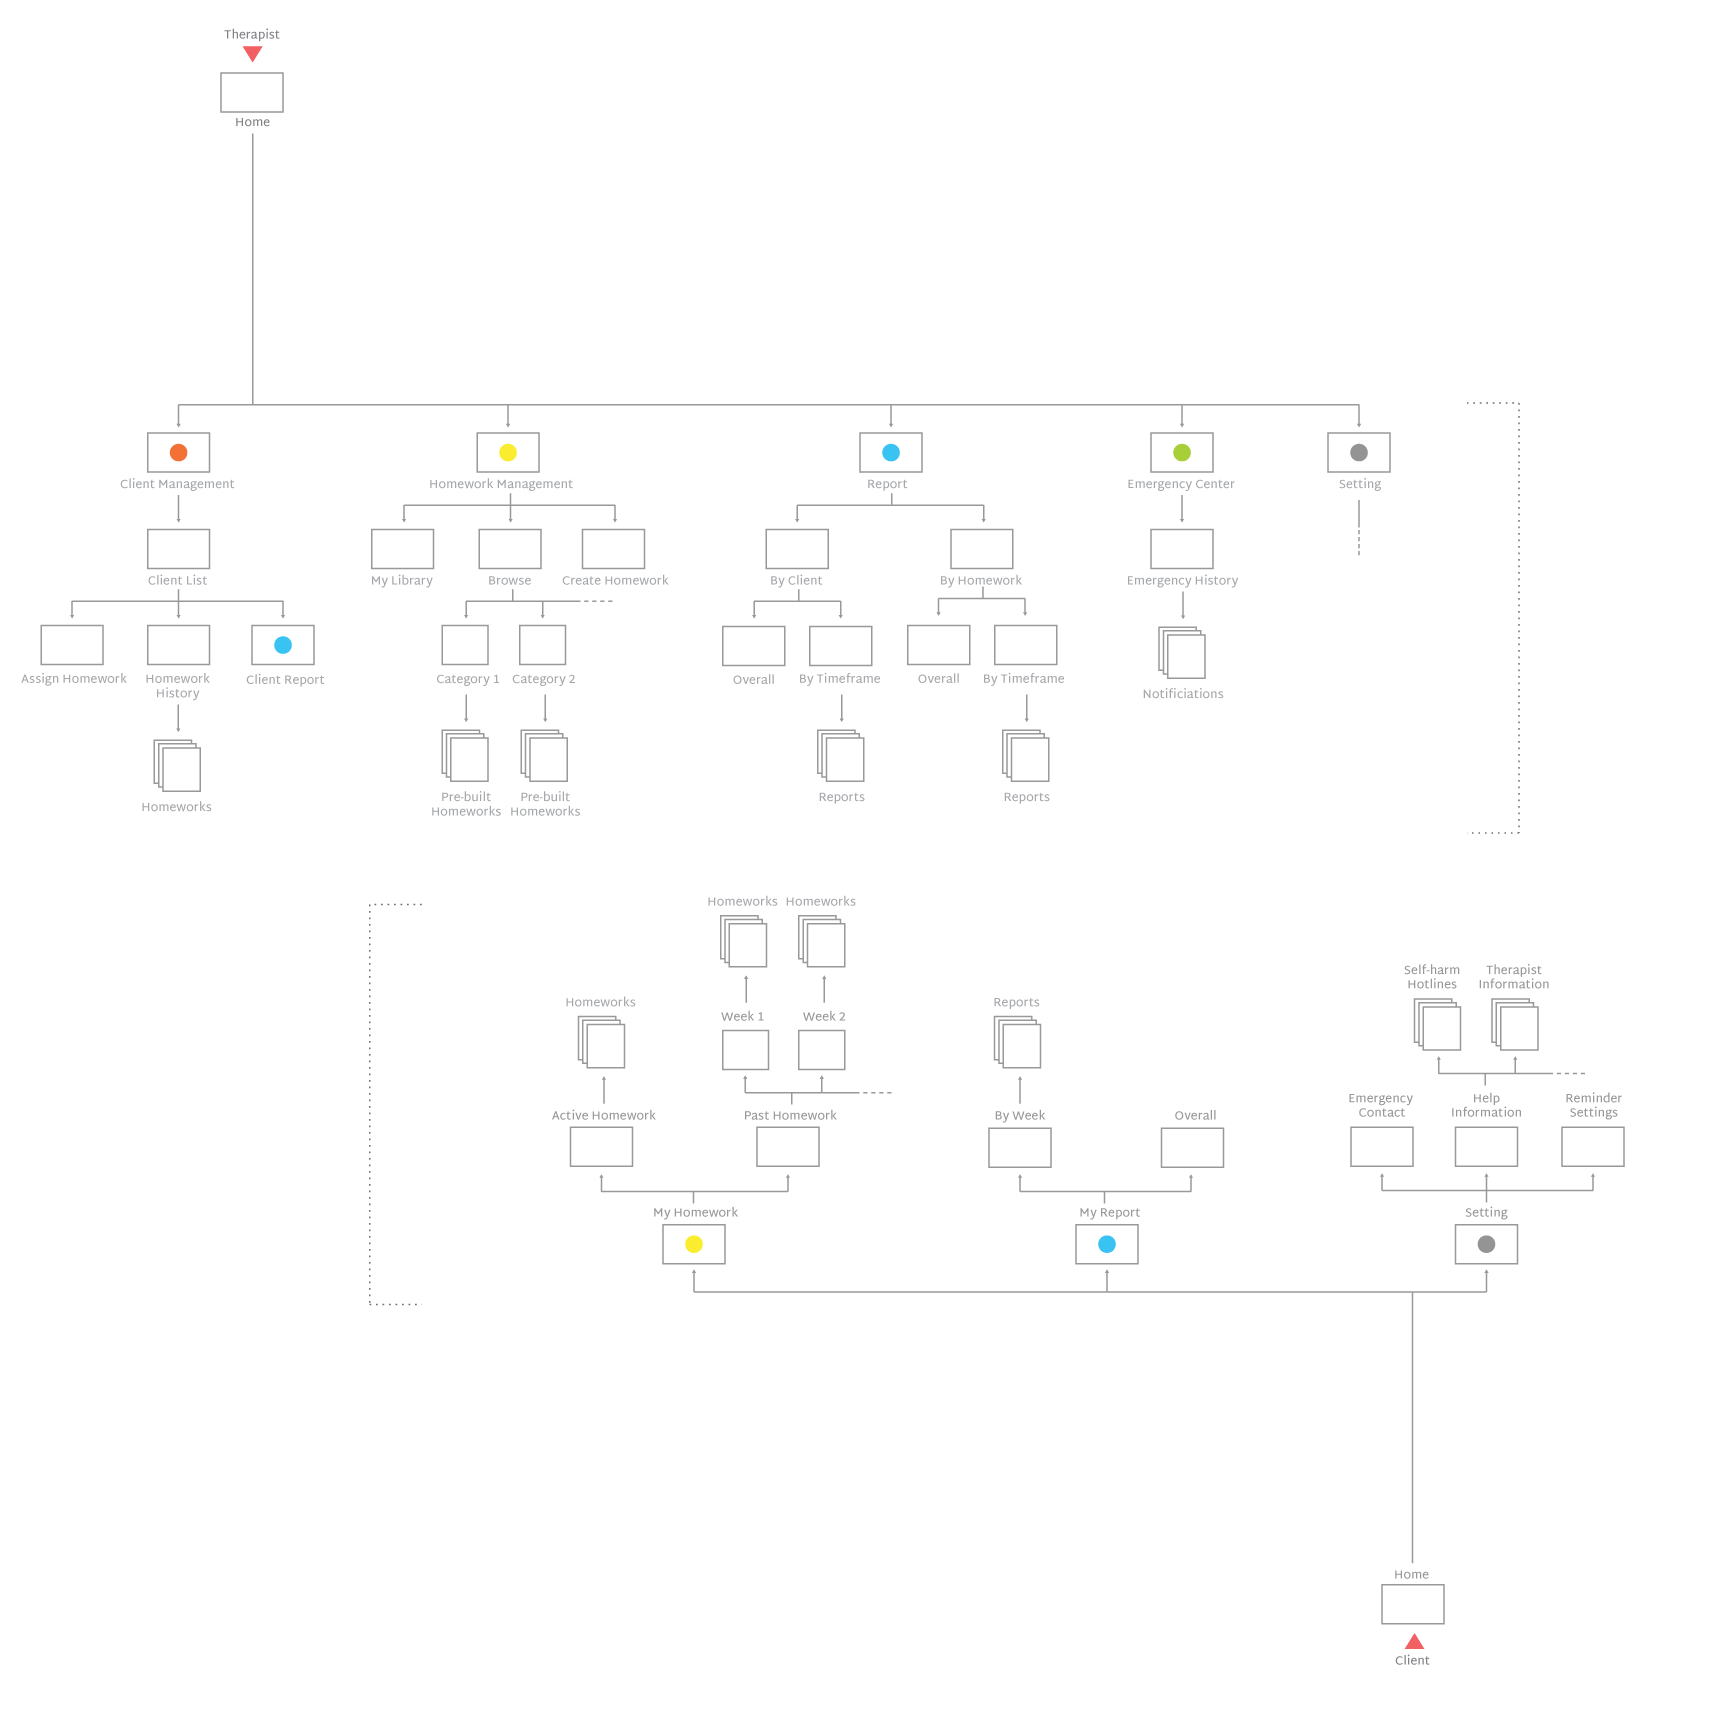 Therapist
Home
Client Management
Homework Management
Report
Emergency Center
Setting
Client List
My Library
Browse
Create Homework
By Client
By Homework
Emergency History
Assign Homework
Homework
History
Client Report
Category 1
Category 2
Overall
By Timeframe
Overall
By Timeframe
Notificiations
Homeworks
Pre-built
Homeworks
Pre-built
Homeworks
Reports
Reports
Homeworks
Homeworks
Self-harm
Hotlines
Therapist
Information
Homeworks
Week 1
Week 2
Reports
Active Homework
Past Homework
By Week
Overall
Emergency
Contact
Help
Information
Reminder
Settings
My Homework
My Report
Setting
Home
Client